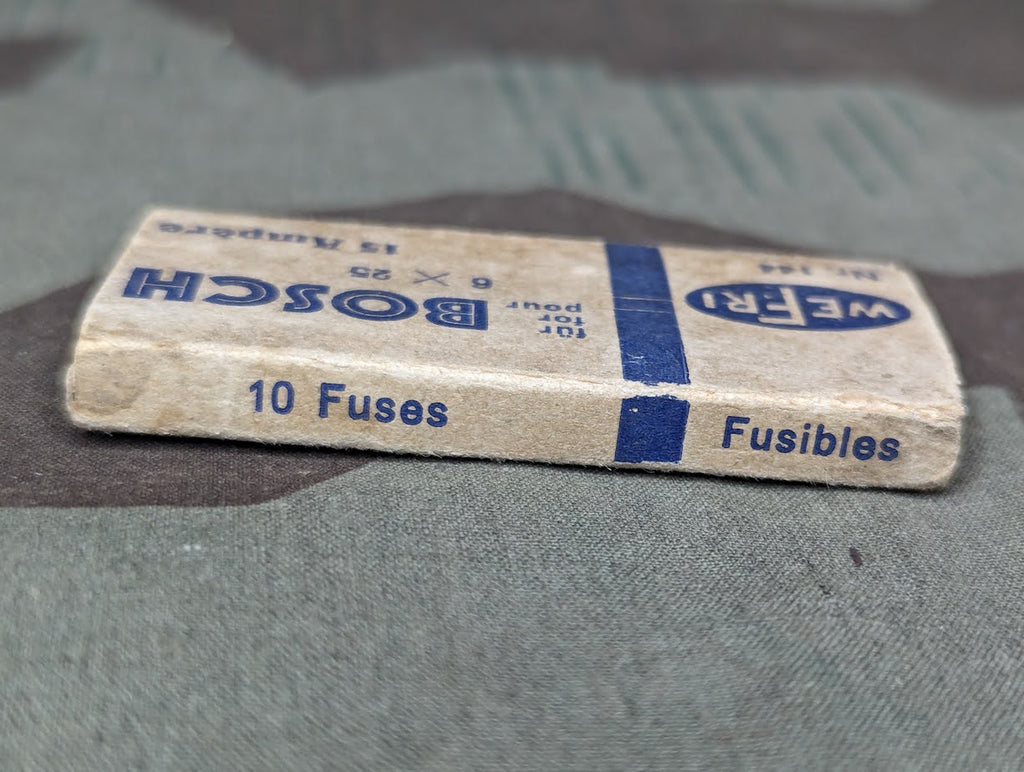 10 Fuses
Fusibles
Nr. 144
WEFRI
für
for
pour
BOSCH
6 × 25
15 Ampère